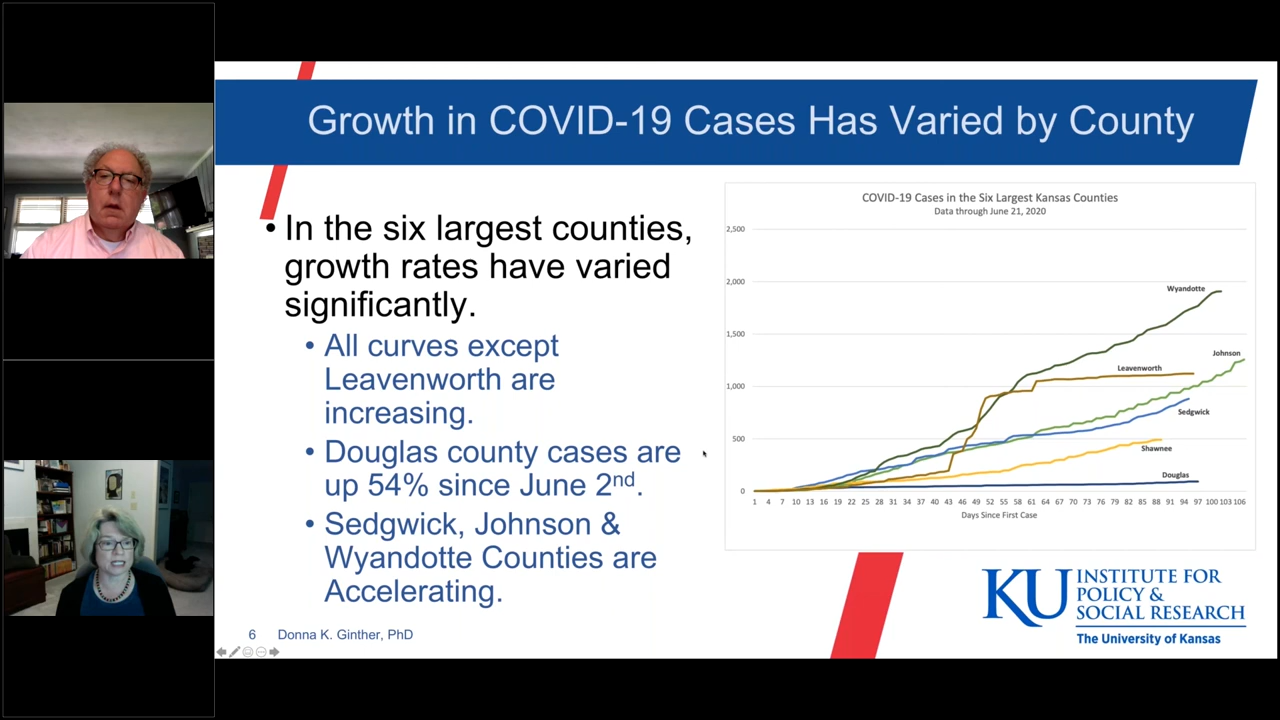 Growth in COVID-19 Cases Has Varied by County
• In the six largest counties,
growth rates have varied
significantly.
• All curves except
Leavenworth are
increasing.
• Douglas county cases are
up 54% since June 2nd.
• Sedgwick, Johnson &
Wyandotte Counties are
Accelerating.
COVID-19 Cases in the Six Largest Kansas Counties
Data through June 21, 2020
2,500
2,000
1,500
1,000
500
0
Wyandotte
Johnson
Leavenworth
Sedgwick
Shawnee
Douglas
1 4 7 10 13 16 19 22 25 28 31 34 37 40 43 46 49 52 55 58 61 64 67 70 73 76 79 82 85 88 91 94 97 100 103 106
Days Since First Case
KU INSTITUTE FOR
POLICY &
SOCIAL RESEARCH
The University of Kansas
6 Donna K. Ginther, PhD